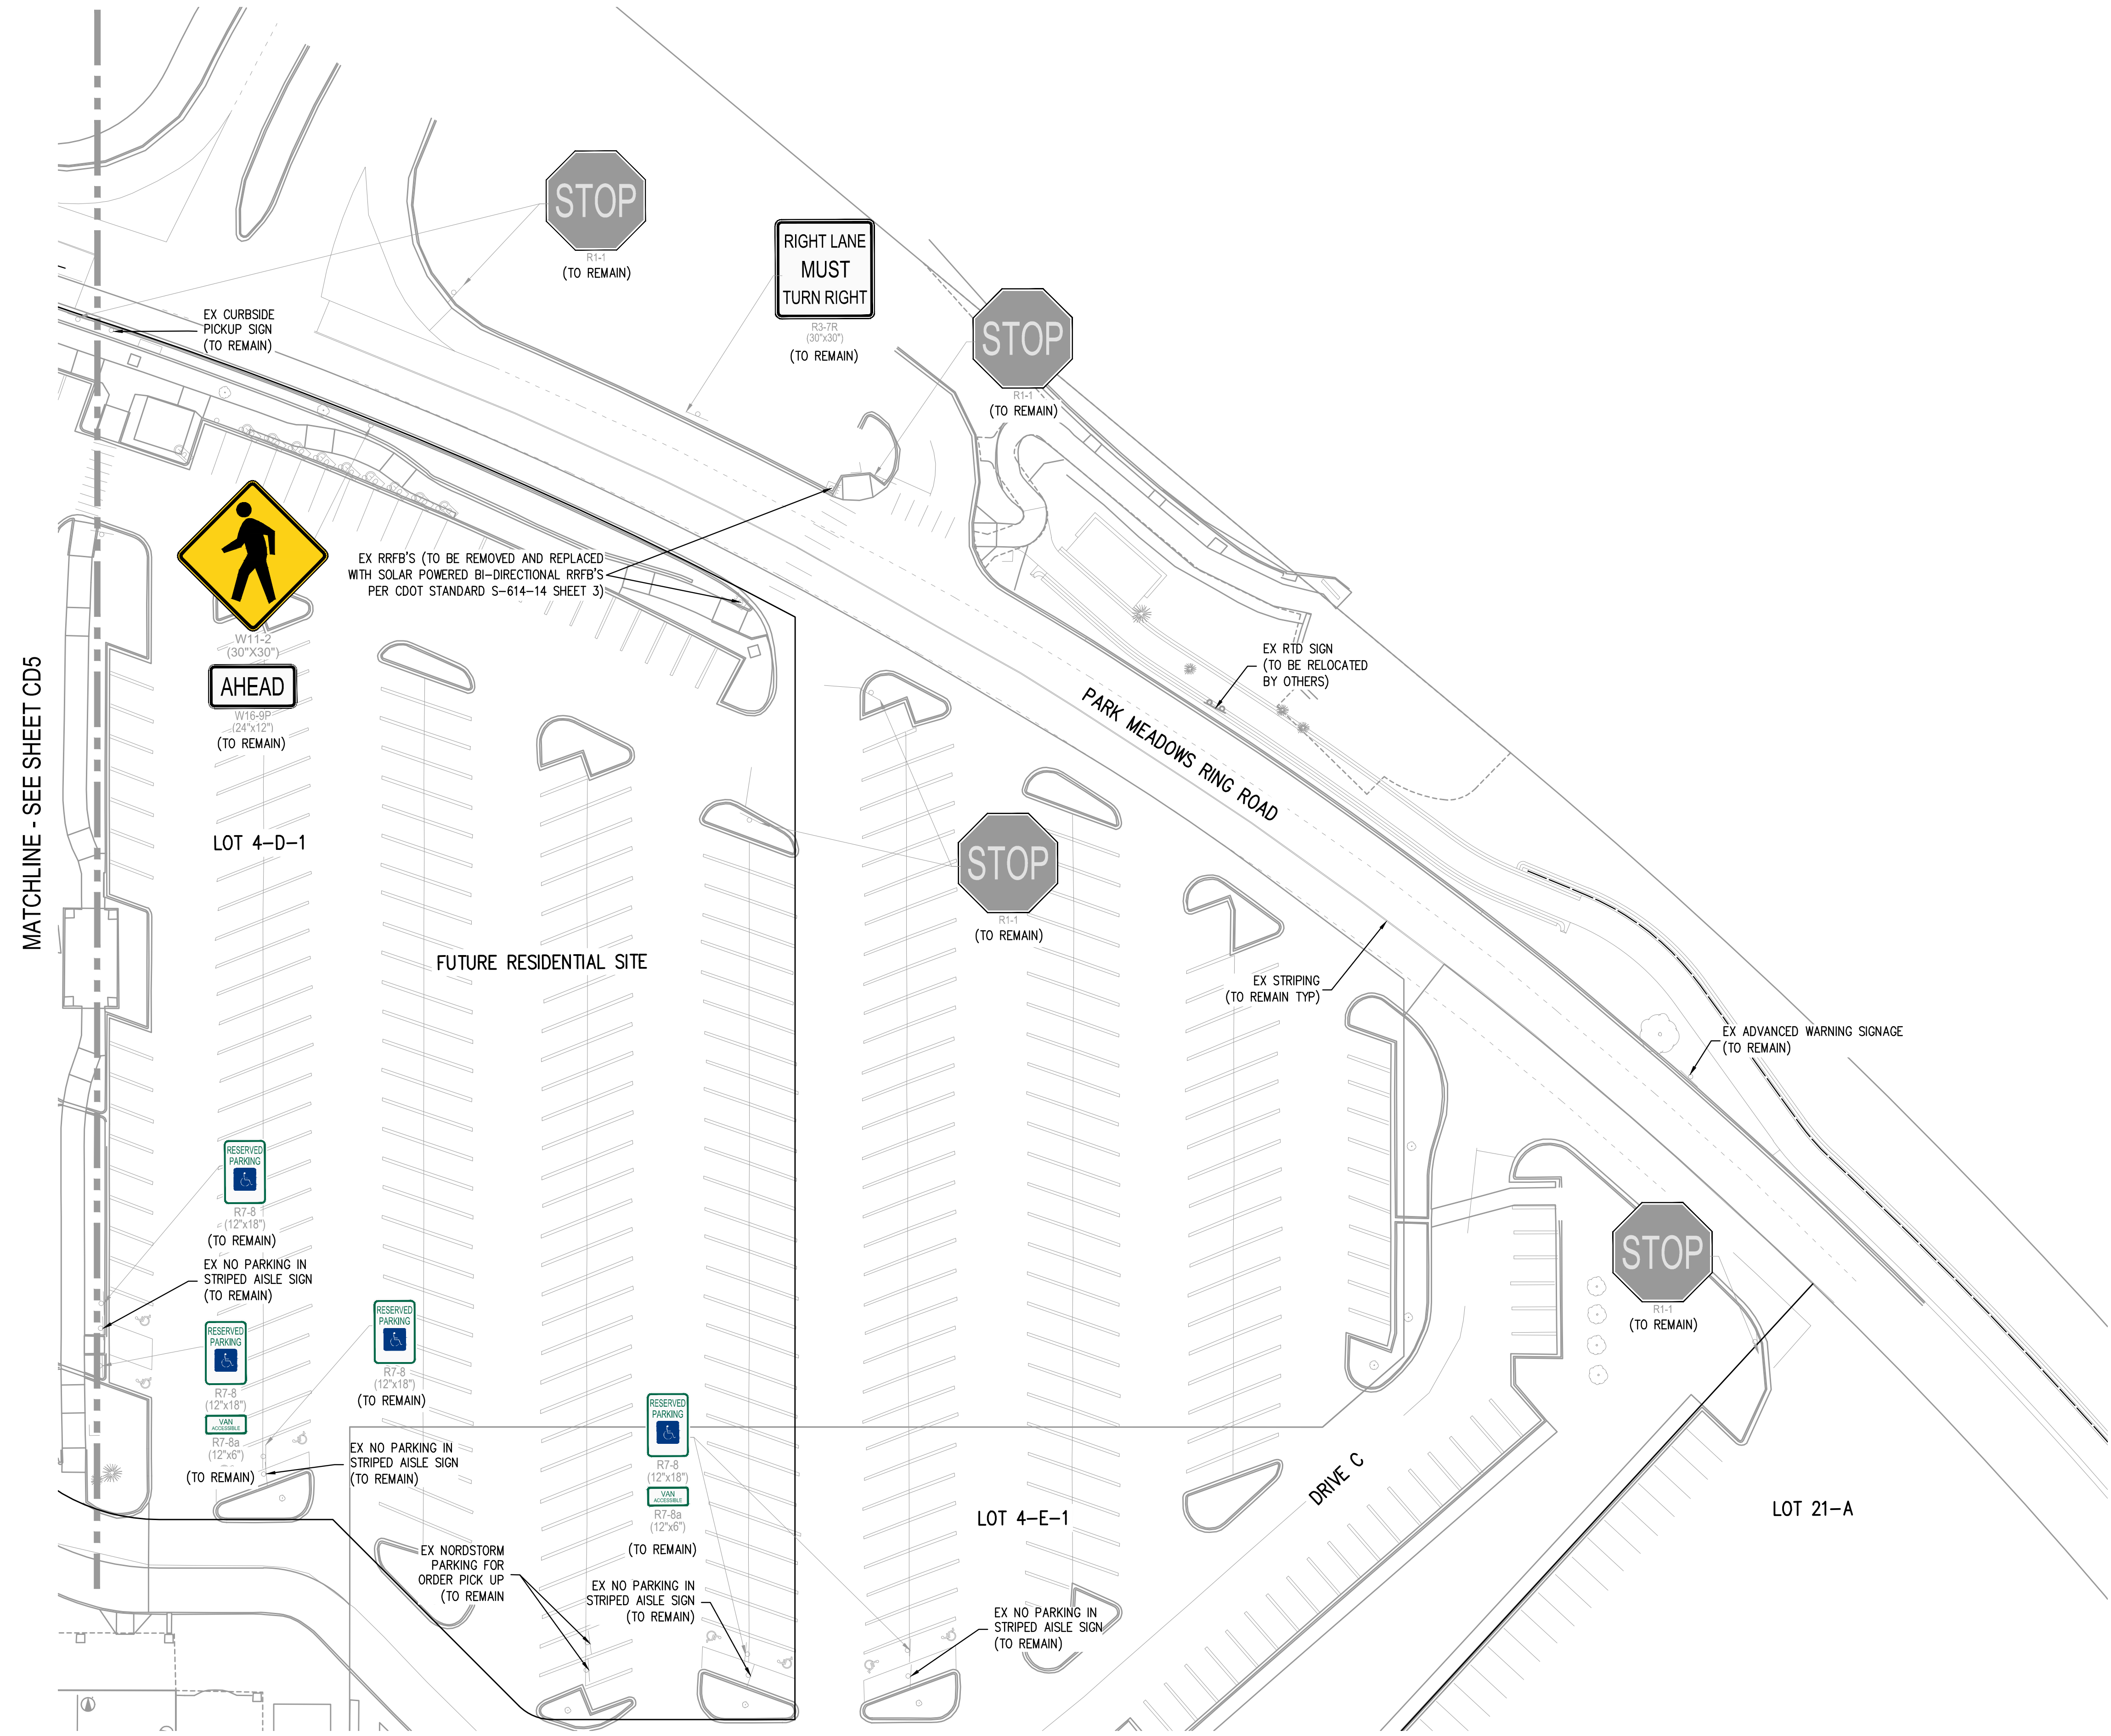 STOP
R1-1
(TO REMAIN)
RIGHT LANE
MUST
TURN RIGHT
R3-7R
(30"x30")
(TO REMAIN)
STOP
R1-1
(TO REMAIN)
EX CURBSIDE
PICKUP SIGN
(TO REMAIN)
EX RRFB'S (TO BE REMOVED AND REPLACED
WITH SOLAR POWERED BI-DIRECTIONAL RRFB'S
PER CDOT STANDARD S-614-14 SHEET 3)
W11-2
(30"X30")
AHEAD
W16-9P
(24"x12")
(TO REMAIN)
MATCHLINE - SEE SHEET CD5
EX RTD SIGN
(TO BE RELOCATED
BY OTHERS)
PARK MEADOWS RING ROAD
LOT 4-D-1
STOP
R1-1
(TO REMAIN)
FUTURE RESIDENTIAL SITE
EX STRIPING
(TO REMAIN TYP)
EX ADVANCED WARNING SIGNAGE
(TO REMAIN)
RESERVED
PARKING
R7-8
(12"x18")
(TO REMAIN)
EX NO PARKING IN
STRIPED AISLE SIGN
(TO REMAIN)
STOP
R1-1
(TO REMAIN)
RESERVED
PARKING
R7-8
(12"x18")
VAN
ACCESSIBLE
R7-8a
(12"x6")
(TO REMAIN)
RESERVED
PARKING
R7-8
(12"x18")
(TO REMAIN)
EX NO PARKING IN
STRIPED AISLE SIGN
(TO REMAIN)
RESERVED
PARKING
R7-8
(12"x18")
VAN
ACCESSIBLE
R7-8a
(12"x6")
(TO REMAIN)
DRIVE C
LOT 4-E-1
LOT 21-A
EX NORDSTORM
PARKING FOR
ORDER PICK UP
(TO REMAIN
EX NO PARKING IN
STRIPED AISLE SIGN
(TO REMAIN)
EX NO PARKING IN
STRIPED AISLE SIGN
(TO REMAIN)